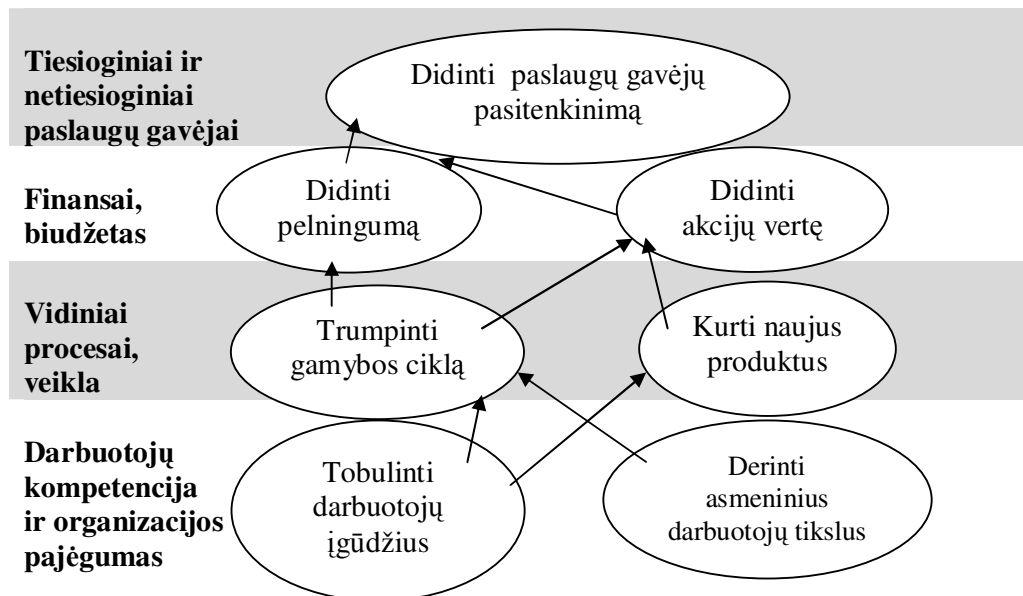 Tiesioginiai ir
netiesioginiai
paslaugų gavėjai
Didinti paslaugų gavėjų
pasitenkinimą
Finansai,
biudžetas
Didinti
pelningumą
Didinti
akcijų vertę
Vidiniai
procesai,
veikla
Trumpinti
gamybos ciklą
Kurti naujus
produktus
Darbuotojų
kompetencija
ir organizacijos
pajėgumas
Tobulinti
darbuotojų
įgūdžius
Derinti
asmeninius
darbuotojų tikslus